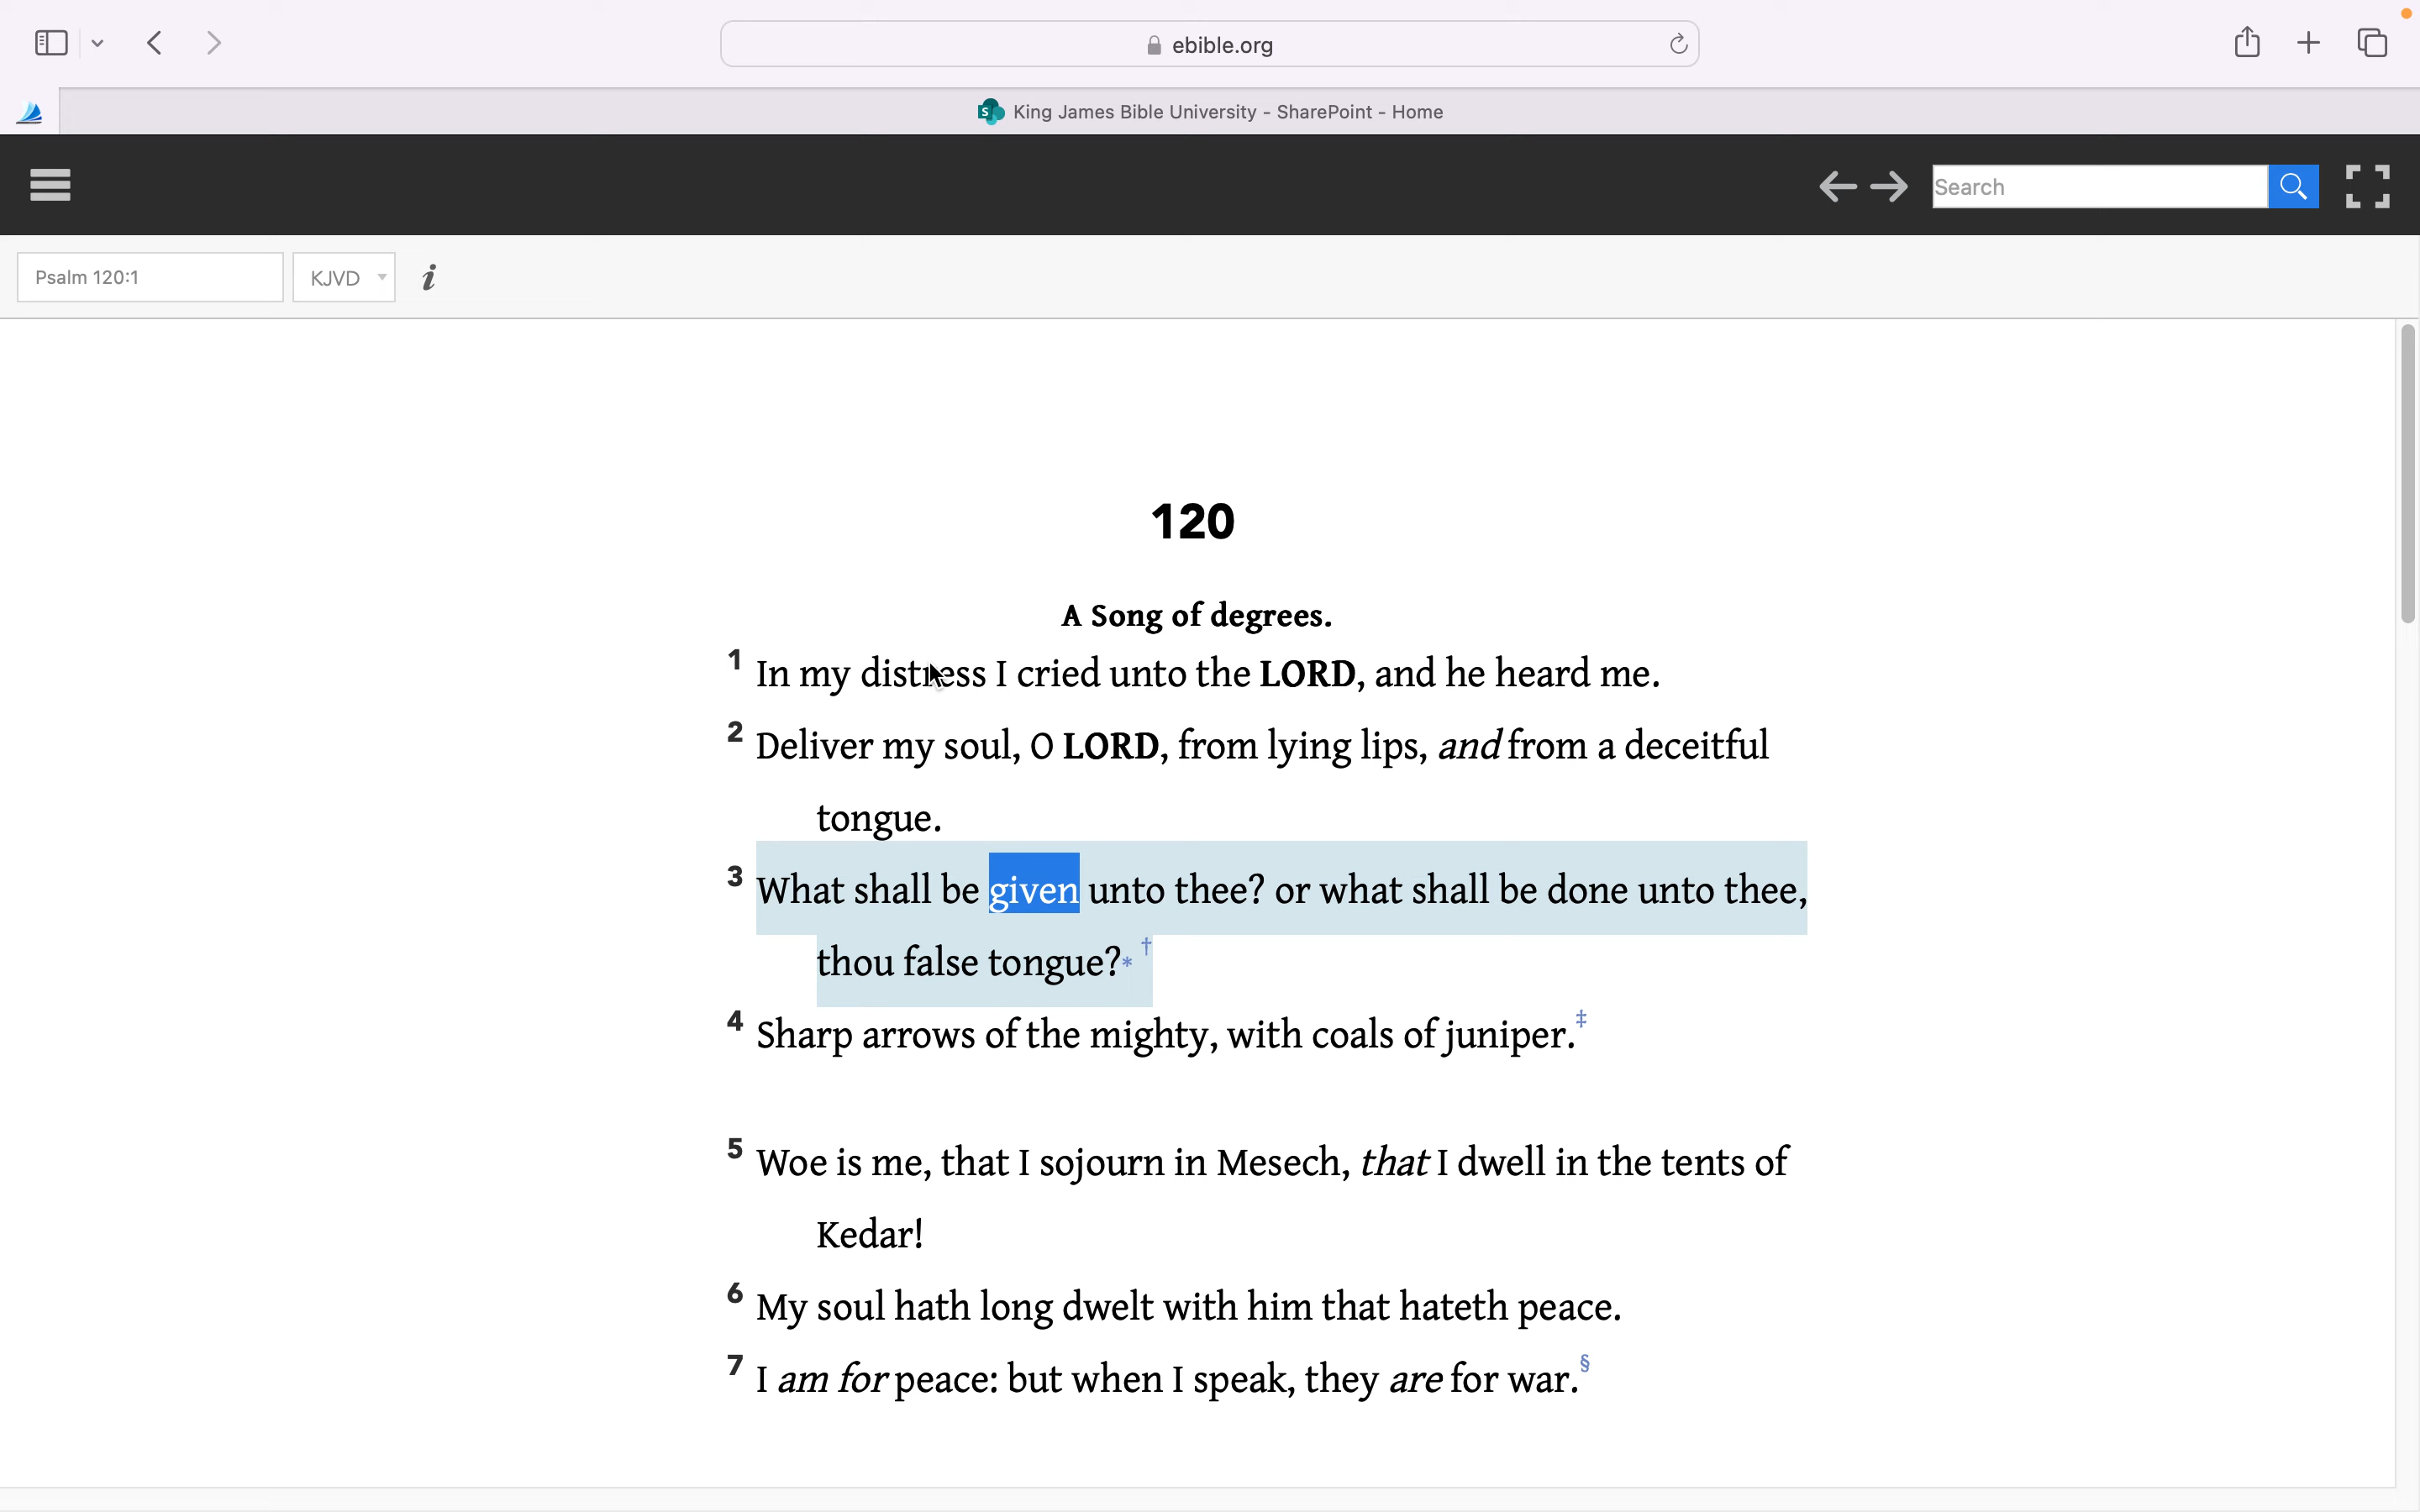 ebible.org
King James Bible University - SharePoint - Home
Search
Psalm 120:1
KJVD
i
120
A Song of degrees.
1 In my distress I cried unto the LORD, and he heard me.
2 Deliver my soul, O LORD, from lying lips, and from a deceitful
tongue.
3 What shall be given unto thee? or what shall be done unto thee,
thou false tongue?* †
4 Sharp arrows of the mighty, with coals of juniper. ‡
5 Woe is me, that I sojourn in Mesech, that I dwell in the tents of
Kedar!
6 My soul hath long dwelt with him that hateth peace.
7 I am for peace: but when I speak, they are for war. §